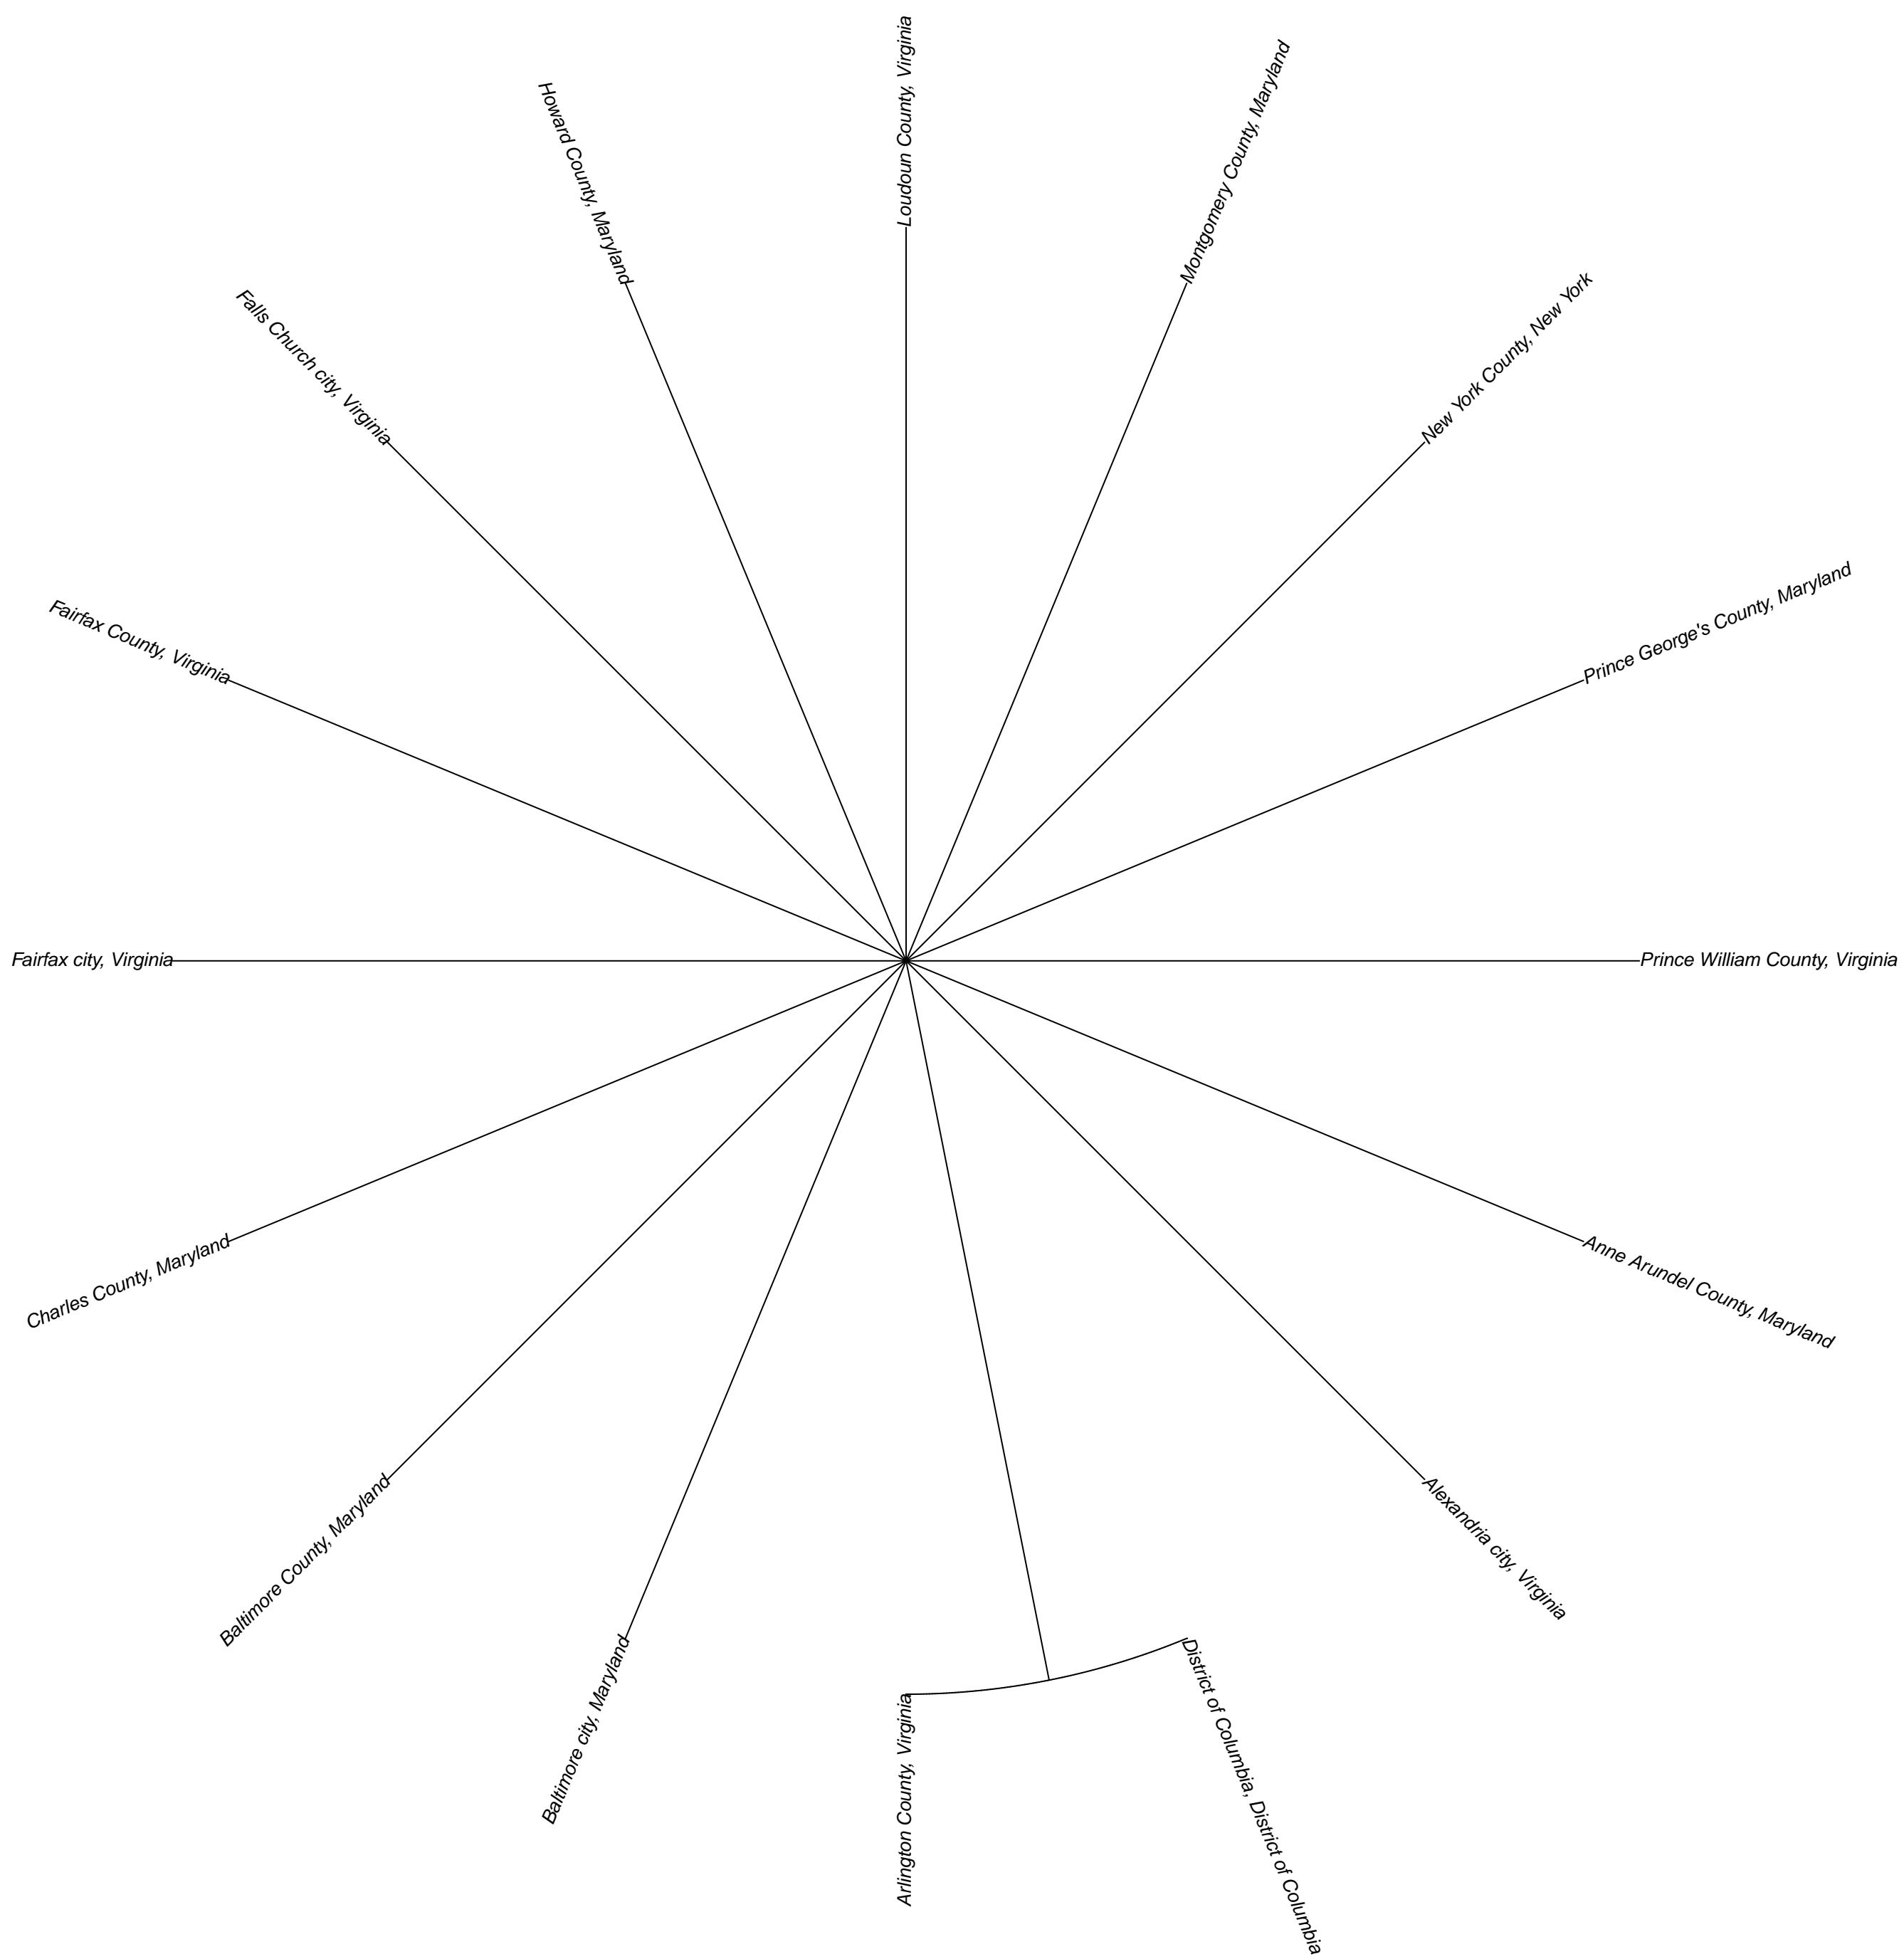 Loudoun County, Virginia
Montgomery County, Maryland
Howard County, Maryland
New York County, New York
Falls Church city, Virginia
Prince George's County, Maryland
Fairfax County, Virginia
Fairfax city, Virginia
Prince William County, Virginia
Charles County, Maryland
Anne Arundel County, Maryland
Baltimore County, Maryland
Alexandria city, Virginia
Baltimore city, Maryland
Arlington County, Virginia
District of Columbia, District of Columbia